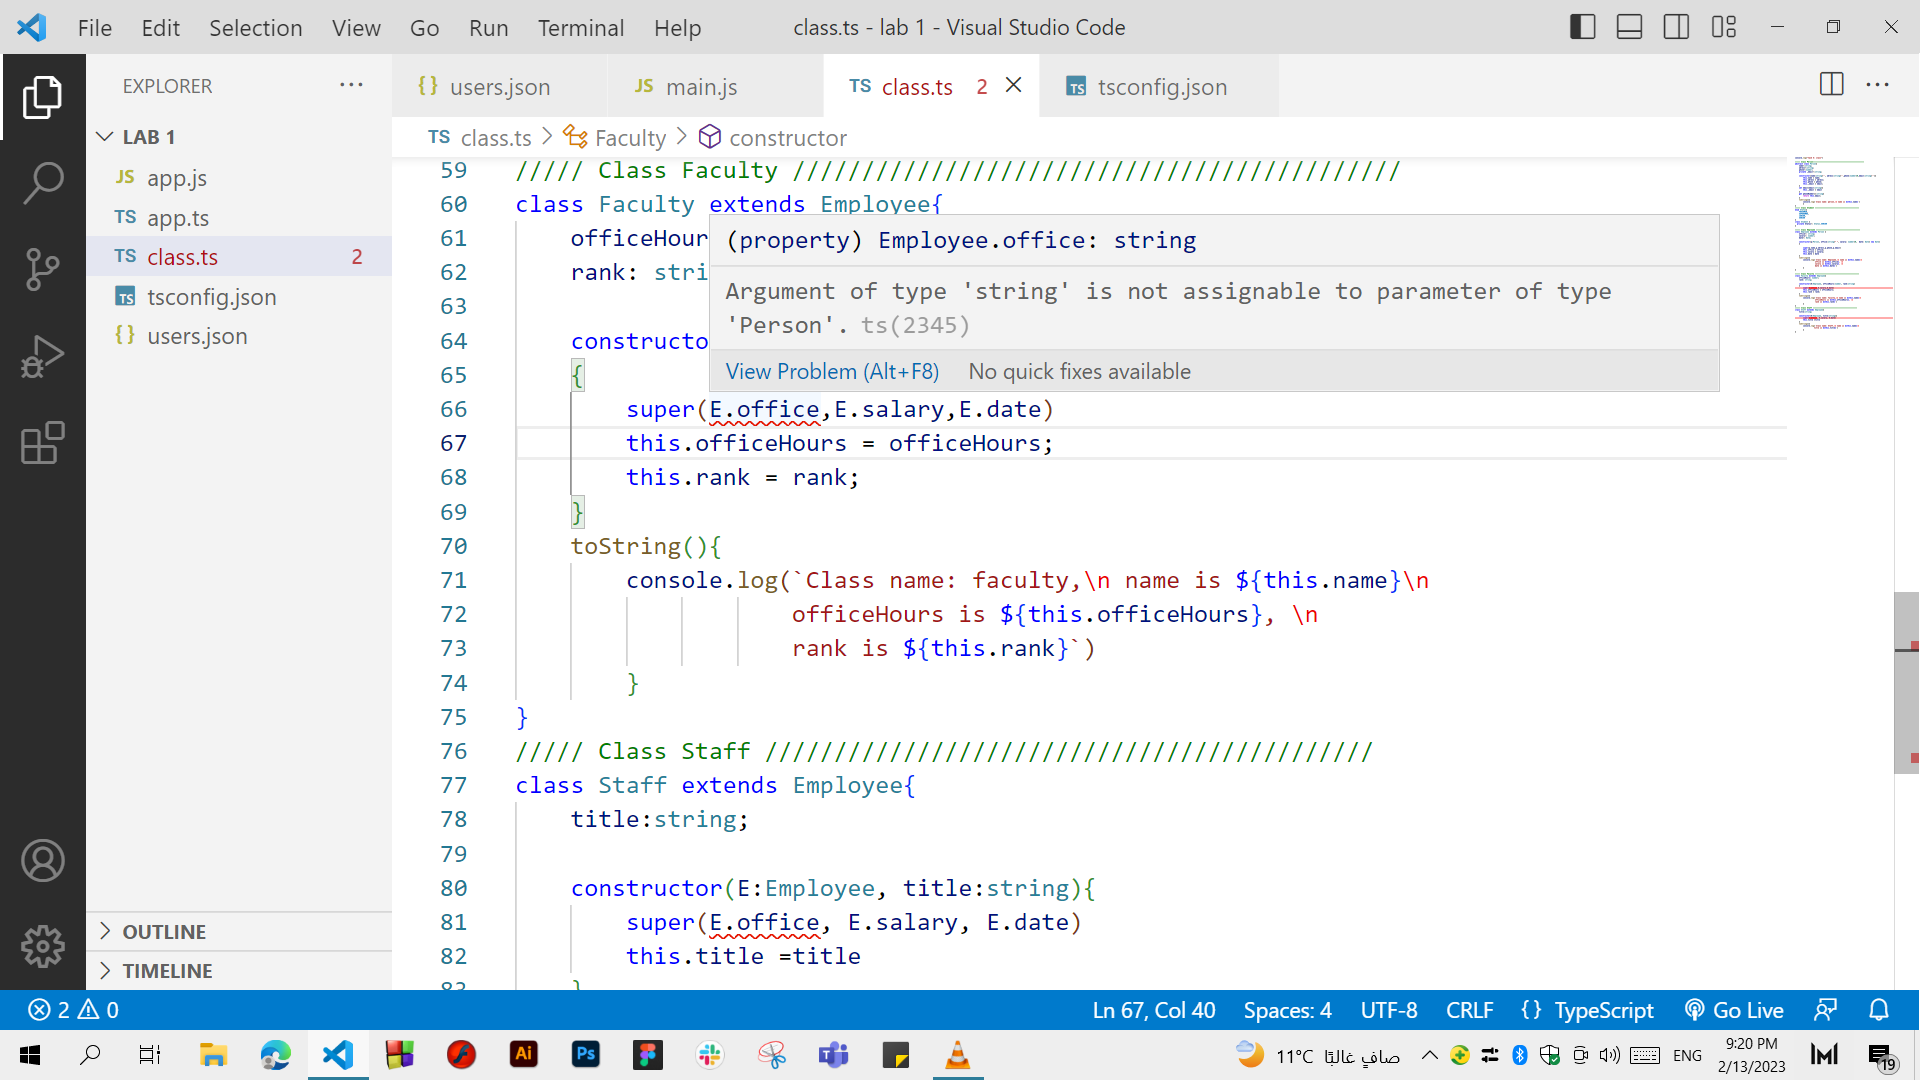 File Edit Selection View Go Run Terminal Help
class.ts - lab 1 - Visual Studio Code
EXPLORER
{} users.json
JS main.js
TS class.ts 2
TS tsconfig.json
LAB 1
JS app.js
TS app.ts
TS class.ts 2
TS tsconfig.json
{} users.json
OUTLINE
TIMELINE
TS class.ts > Faculty > constructor
59 ///// Class Faculty ////////////////////////////////////////////
60 class Faculty extends Employee{
61 officeHour
62 rank: stri
63
64 constructo
65 {
66 super(E.office,E.salary,E.date)
67 this.officeHours = officeHours;
68 this.rank = rank;
69 }
70 toString(){
71 console.log(`Class name: faculty,\n name is ${this.name}\n
72 officeHours is ${this.officeHours}, \n
73 rank is ${this.rank}`)
74 }
75 }
76 ///// Class Staff ////////////////////////////////////////////
77 class Staff extends Employee{
78 title:string;
79
80 constructor(E:Employee, title:string){
81 super(E.office, E.salary, E.date)
82 this.title =title
83 }
(property) Employee.office: string
Argument of type 'string' is not assignable to parameter of type
'Person'. ts(2345)
View Problem (Alt+F8) No quick fixes available
2 0
Ln 67, Col 40 Spaces: 4 UTF-8 CRLF {} TypeScript Go Live
Ai
Ps
11°C صافٍ غالبًا
ENG
9:20 PM
2/13/2023
19